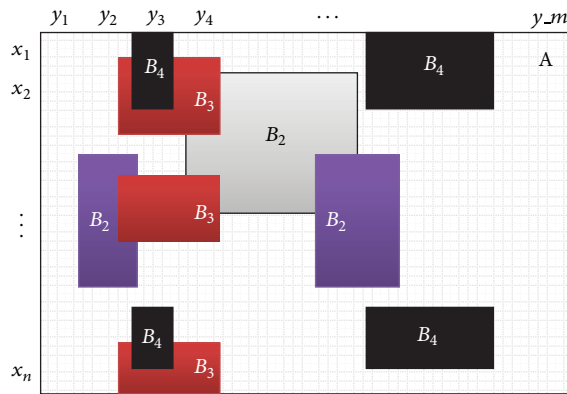 y₁ y₂ y₃ y₄ ⋯ y_m
x₁ A
B₄ B₄
x₂ B₃
B₂
⋮ B₂ B₃ B₂
B₄ B₄
xₙ B₃